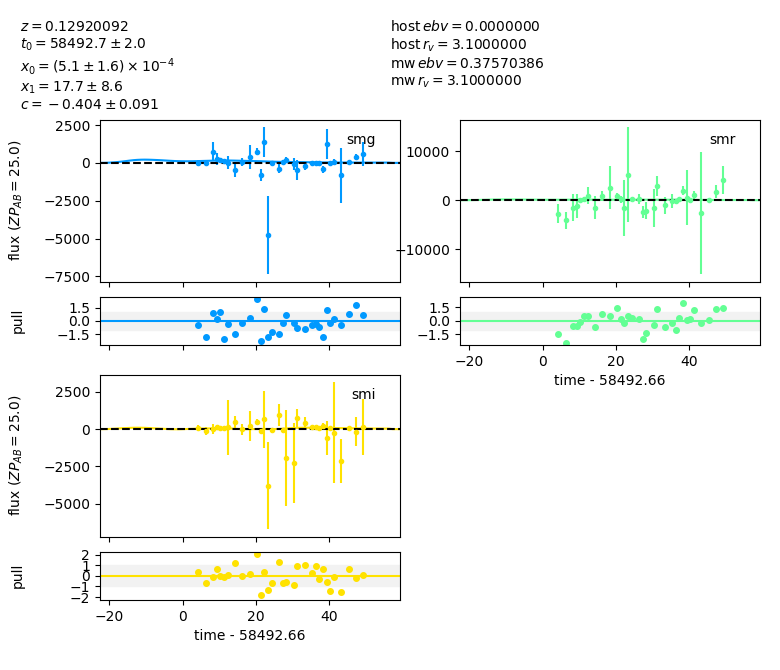 z = 0.12920092
t₀ = 58492.7 ± 2.0
x₀ = (5.1 ± 1.6) × 10⁻⁴
x₁ = 17.7 ± 8.6
c = −0.404 ± 0.091
host ebv = 0.0000000
host r_v = 3.1000000
mw ebv = 0.37570386
mw r_v = 3.1000000
flux (ZP_AB = 25.0)
2500
0
−2500
−5000
−7500
smg
10000
0
−10000
smr
pull
1.5
0.0
−1.5
1.5
0.0
−1.5
−20
0
20
40
time - 58492.66
flux (ZP_AB = 25.0)
2500
0
−2500
−5000
smi
pull
2
1
0
−1
−2
−20
0
20
40
time - 58492.66